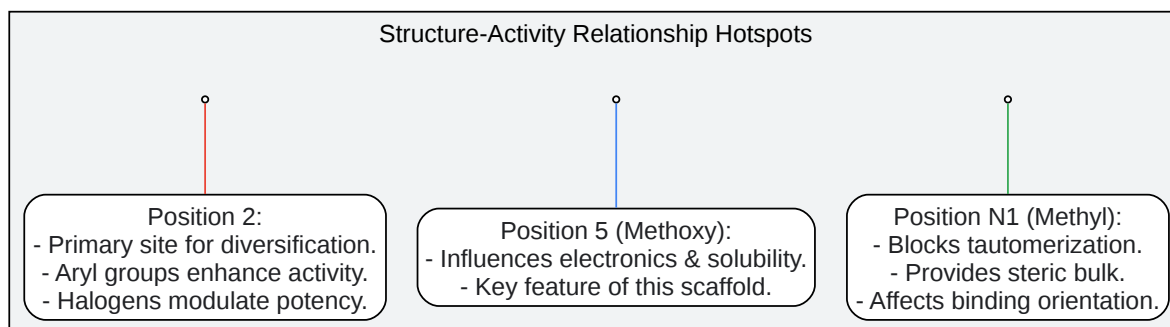 Structure-Activity Relationship Hotspots
Position 2:
- Primary site for diversification.
- Aryl groups enhance activity.
- Halogens modulate potency.
Position 5 (Methoxy):
- Influences electronics & solubility.
- Key feature of this scaffold.
Position N1 (Methyl):
- Blocks tautomerization.
- Provides steric bulk.
- Affects binding orientation.